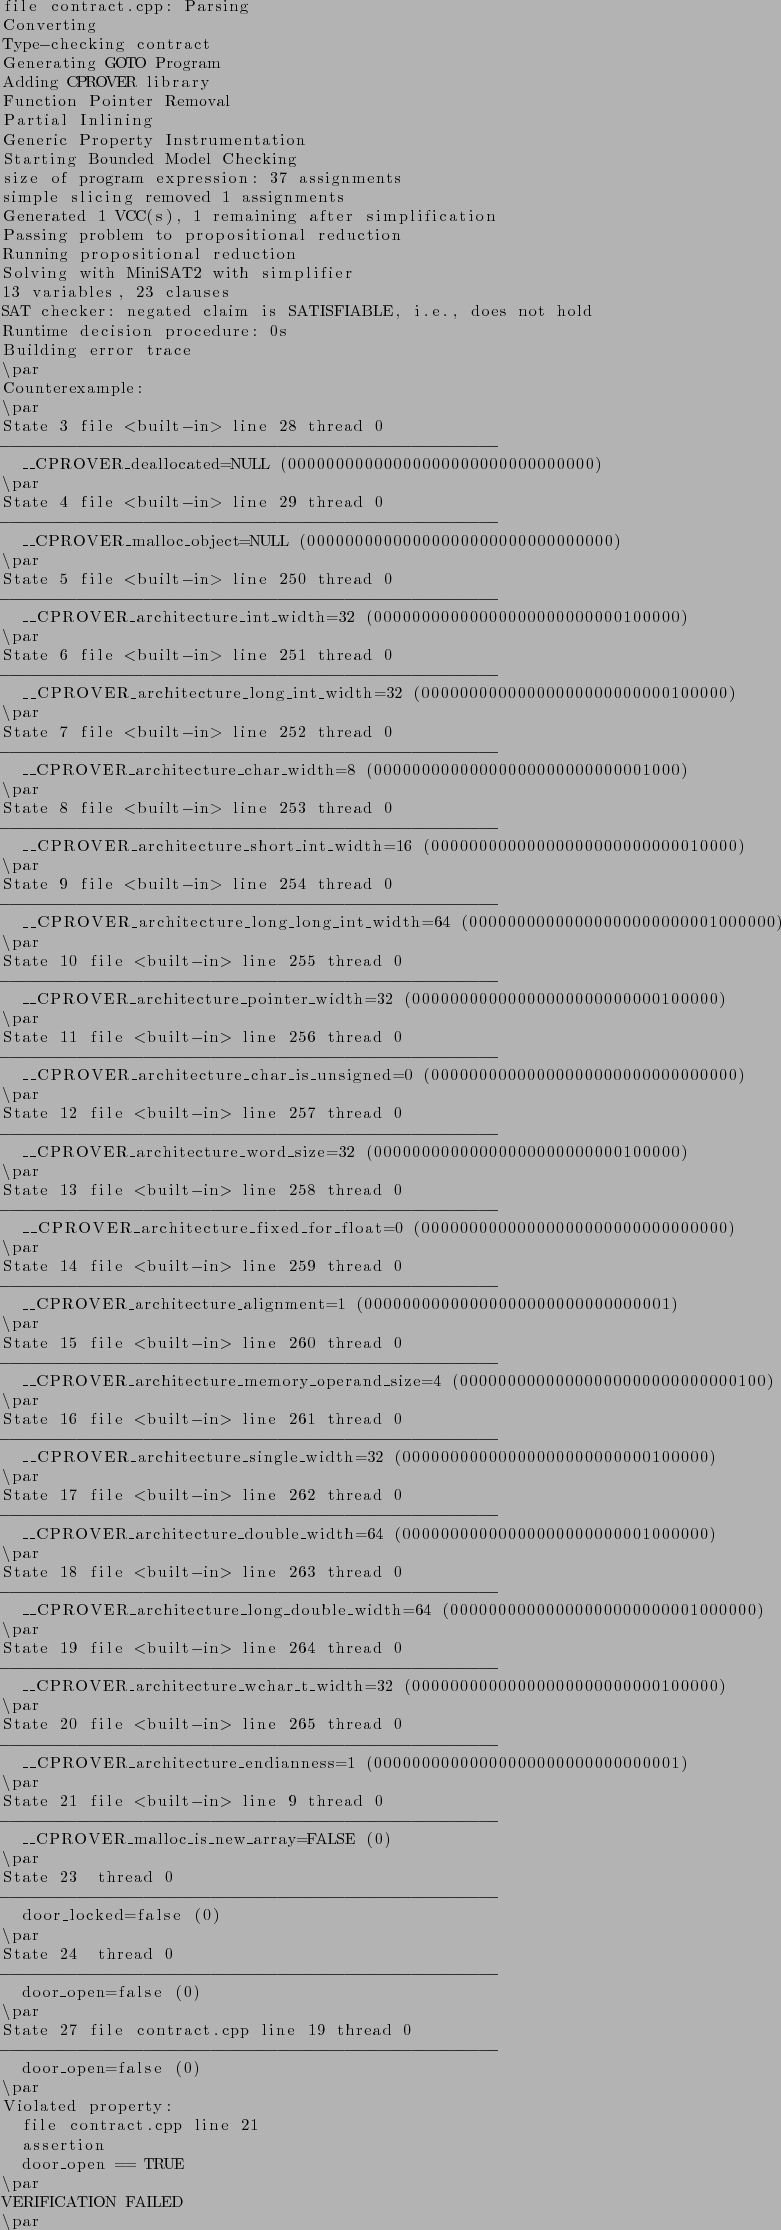 file contract.cpp: Parsing
Converting
Type-checking contract
Generating GOTO Program
Adding CPROVER library
Function Pointer Removal
Partial Inlining
Generic Property Instrumentation
Starting Bounded Model Checking
size of program expression: 37 assignments
simple slicing removed 1 assignments
Generated 1 VCC(s), 1 remaining after simplification
Passing problem to propositional reduction
Running propositional reduction
Solving with MiniSAT2 with simplifier
13 variables, 23 clauses
SAT checker: negated claim is SATISFIABLE, i.e., does not hold
Runtime decision procedure: 0s
Building error trace
\par
Counterexample:
\par
State 3 file <built-in> line 28 thread 0
----------------------------------------------------
  __CPROVER_deallocated=NULL (00000000000000000000000000000000)
\par
State 4 file <built-in> line 29 thread 0
----------------------------------------------------
  __CPROVER_malloc_object=NULL (00000000000000000000000000000000)
\par
State 5 file <built-in> line 250 thread 0
----------------------------------------------------
  __CPROVER_architecture_int_width=32 (00000000000000000000000000100000)
\par
State 6 file <built-in> line 251 thread 0
----------------------------------------------------
  __CPROVER_architecture_long_int_width=32 (00000000000000000000000000100000)
\par
State 7 file <built-in> line 252 thread 0
----------------------------------------------------
  __CPROVER_architecture_char_width=8 (00000000000000000000000000001000)
\par
State 8 file <built-in> line 253 thread 0
----------------------------------------------------
  __CPROVER_architecture_short_int_width=16 (00000000000000000000000000010000)
\par
State 9 file <built-in> line 254 thread 0
----------------------------------------------------
  __CPROVER_architecture_long_long_int_width=64 (00000000000000000000000001000000)
\par
State 10 file <built-in> line 255 thread 0
----------------------------------------------------
  __CPROVER_architecture_pointer_width=32 (00000000000000000000000000100000)
\par
State 11 file <built-in> line 256 thread 0
----------------------------------------------------
  __CPROVER_architecture_char_is_unsigned=0 (00000000000000000000000000000000)
\par
State 12 file <built-in> line 257 thread 0
----------------------------------------------------
  __CPROVER_architecture_word_size=32 (00000000000000000000000000100000)
\par
State 13 file <built-in> line 258 thread 0
----------------------------------------------------
  __CPROVER_architecture_fixed_for_float=0 (00000000000000000000000000000000)
\par
State 14 file <built-in> line 259 thread 0
----------------------------------------------------
  __CPROVER_architecture_alignment=1 (00000000000000000000000000000001)
\par
State 15 file <built-in> line 260 thread 0
----------------------------------------------------
  __CPROVER_architecture_memory_operand_size=4 (00000000000000000000000000000100)
\par
State 16 file <built-in> line 261 thread 0
----------------------------------------------------
  __CPROVER_architecture_single_width=32 (00000000000000000000000000100000)
\par
State 17 file <built-in> line 262 thread 0
----------------------------------------------------
  __CPROVER_architecture_double_width=64 (00000000000000000000000001000000)
\par
State 18 file <built-in> line 263 thread 0
----------------------------------------------------
  __CPROVER_architecture_long_double_width=64 (00000000000000000000000001000000)
\par
State 19 file <built-in> line 264 thread 0
----------------------------------------------------
  __CPROVER_architecture_wchar_t_width=32 (00000000000000000000000000100000)
\par
State 20 file <built-in> line 265 thread 0
----------------------------------------------------
  __CPROVER_architecture_endianness=1 (00000000000000000000000000000001)
\par
State 21 file <built-in> line 9 thread 0
----------------------------------------------------
  __CPROVER_malloc_is_new_array=FALSE (0)
\par
State 23  thread 0
----------------------------------------------------
  door_locked=false (0)
\par
State 24  thread 0
----------------------------------------------------
  door_open=false (0)
\par
State 27 file contract.cpp line 19 thread 0
----------------------------------------------------
  door_open=false (0)
\par
Violated property:
  file contract.cpp line 21
  assertion
  door_open == TRUE
\par
VERIFICATION FAILED
\par